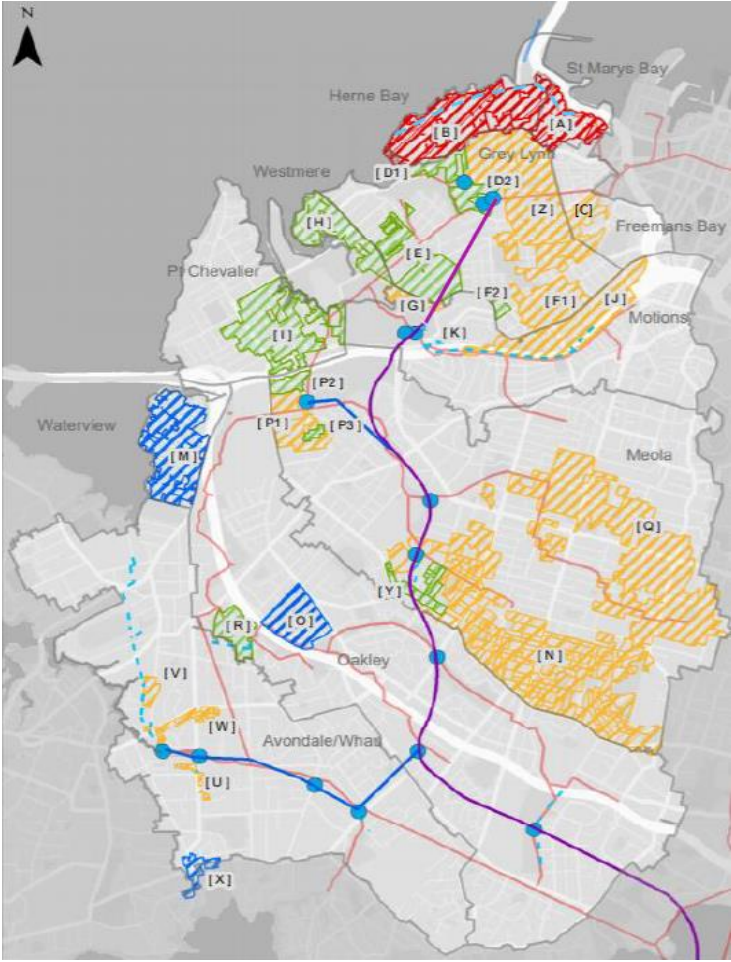 N
St Marys Bay
Herne Bay
[A]
[B]
Grey Lynn
Westmere
[D1]
[D2]
[H]
[Z]
[C]
Freemans Bay
[E]
Pt Chevalier
[F2]
[G]
[F1]
[J]
Motions
[I]
[K]
[P2]
Waterview
[P1]
[P3]
[M]
Meola
[Q]
[Y]
[R]
[O]
[N]
Oakley
[V]
[W]
Avondale/Whau
[U]
[X]